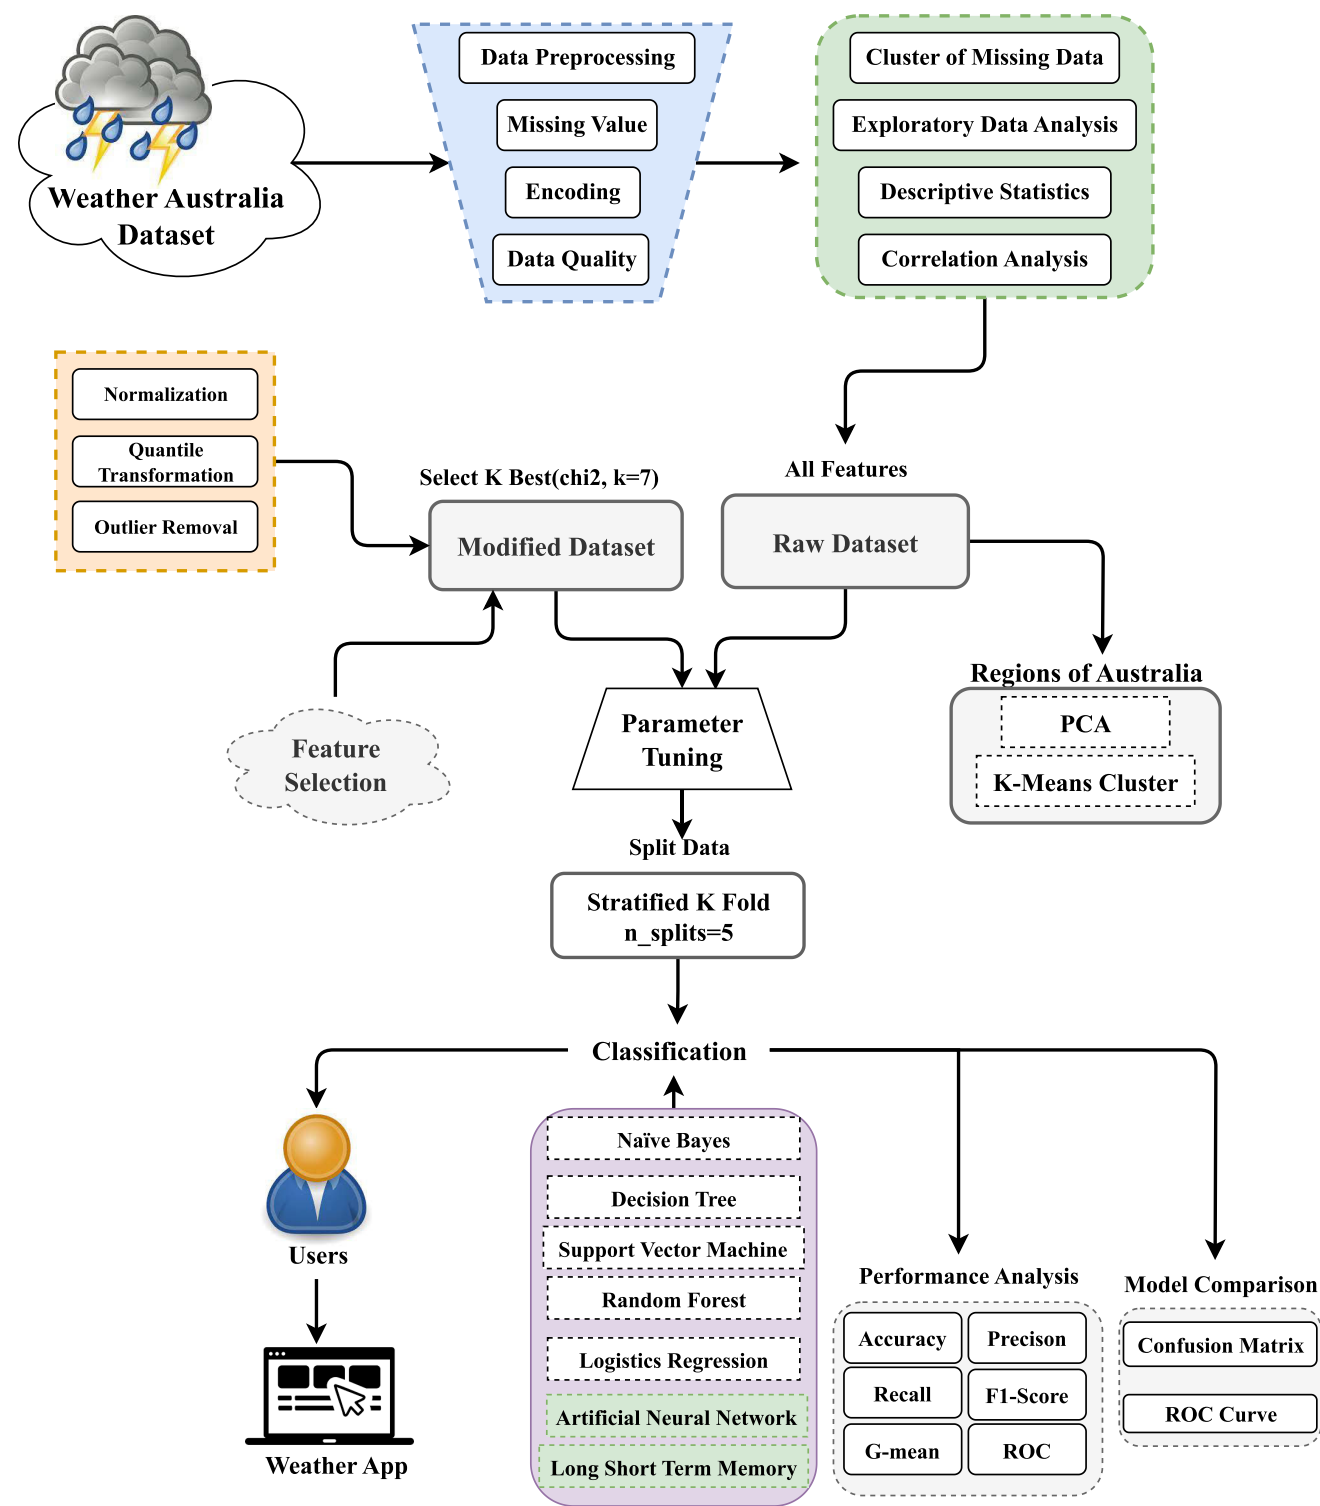 Weather Australia
Dataset
Data Preprocessing
Missing Value
Encoding
Data Quality
Cluster of Missing Data
Exploratory Data Analysis
Descriptive Statistics
Correlation Analysis
Normalization
Quantile
Transformation
Outlier Removal
Select K Best(chi2, k=7)
Modified Dataset
All Features
Raw Dataset
Feature
Selection
Parameter
Tuning
Regions of Australia
PCA
K-Means Cluster
Split Data
Stratified K Fold
n_splits=5
Classification
Users
Weather App
Naïve Bayes
Decision Tree
Support Vector Machine
Random Forest
Logistics Regression
Artificial Neural Network
Long Short Term Memory
Performance Analysis
Accuracy
Precison
Recall
F1-Score
G-mean
ROC
Model Comparison
Confusion Matrix
ROC Curve